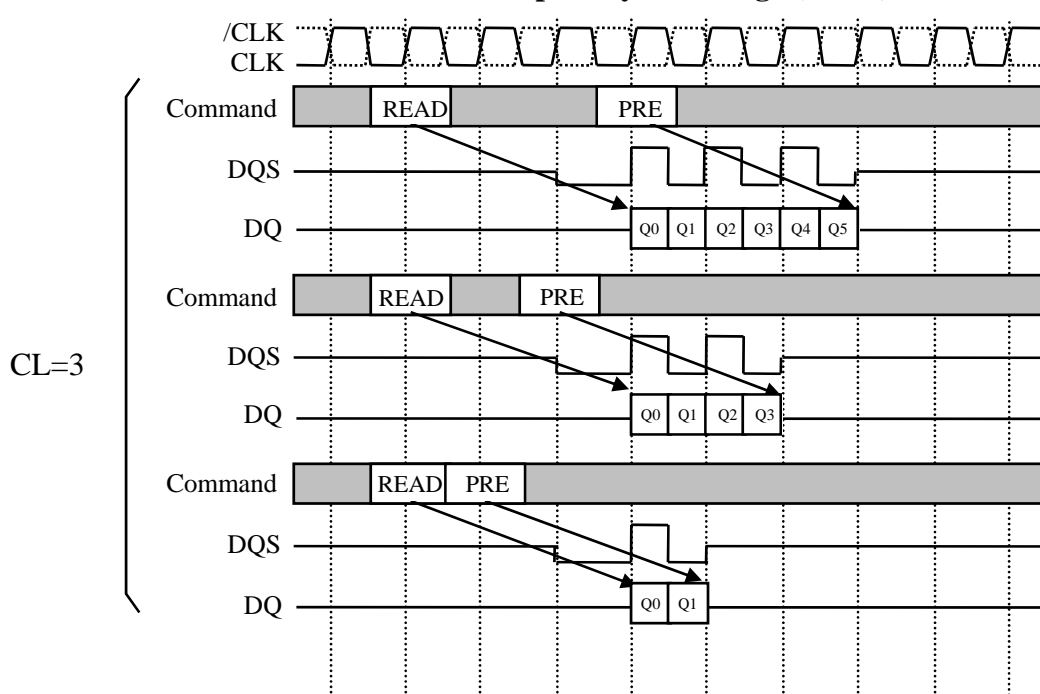 /CLK
CLK
Command READ PRE
DQS
DQ Q0 Q1 Q2 Q3 Q4 Q5
Command READ PRE
DQS
CL=3
DQ Q0 Q1 Q2 Q3
Command READ PRE
DQS
DQ Q0 Q1